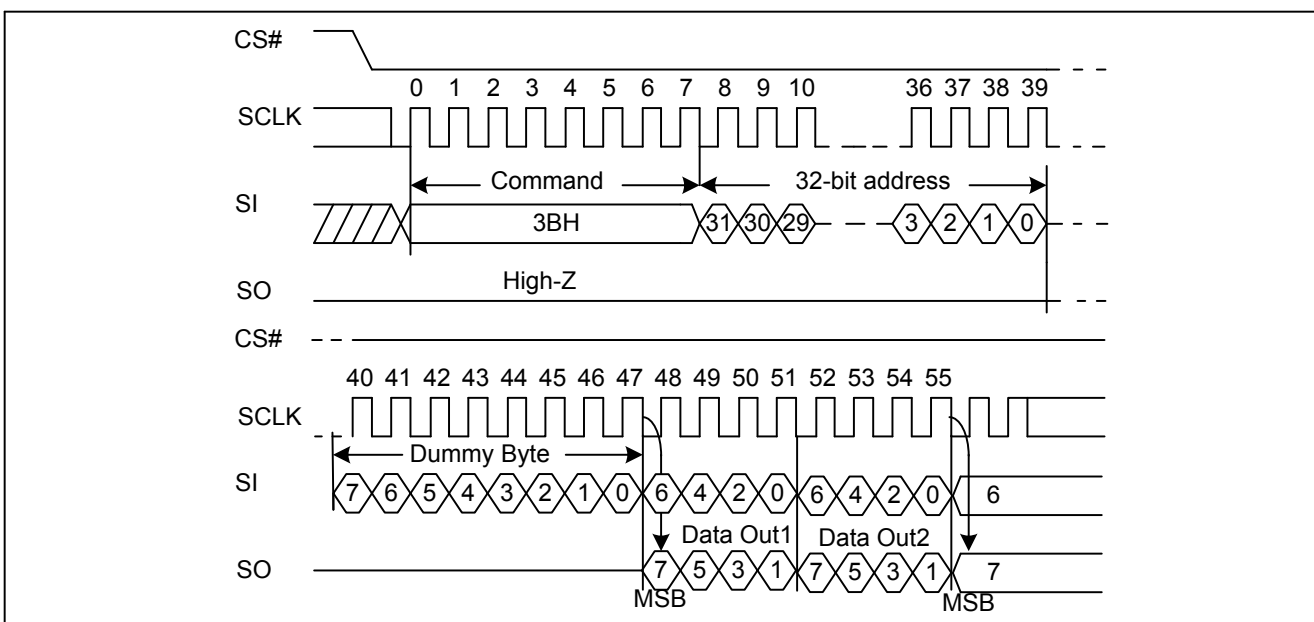 CS#
0 1 2 3 4 5 6 7 8 9 10 36 37 38 39
SCLK
Command 32-bit address
SI
3BH 31 30 29 3 2 1 0
High-Z
SO
CS#
40 41 42 43 44 45 46 47 48 49 50 51 52 53 54 55
SCLK
Dummy Byte
SI
7 6 5 4 3 2 1 0 6 4 2 0 6 4 2 0 6
Data Out1 Data Out2
SO
7 5 3 1 7 5 3 1 7
MSB MSB